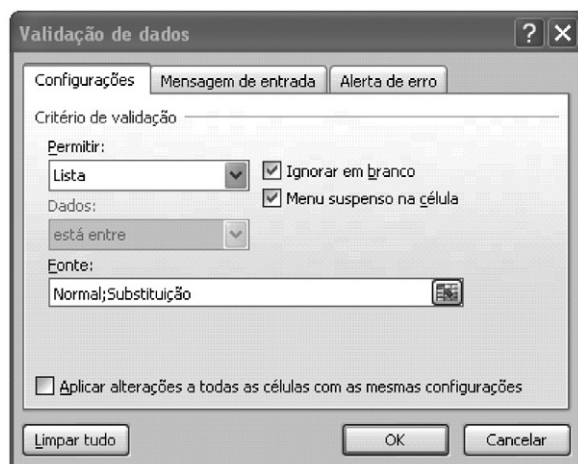 Validação de dados
Configurações Mensagem de entrada Alerta de erro
Critério de validação
Permitir:
Lista
Ignorar em branco
Menu suspenso na célula
Dados:
está entre
Fonte:
Normal;Substituição
Aplicar alterações a todas as células com as mesmas configurações
Limpar tudo OK Cancelar